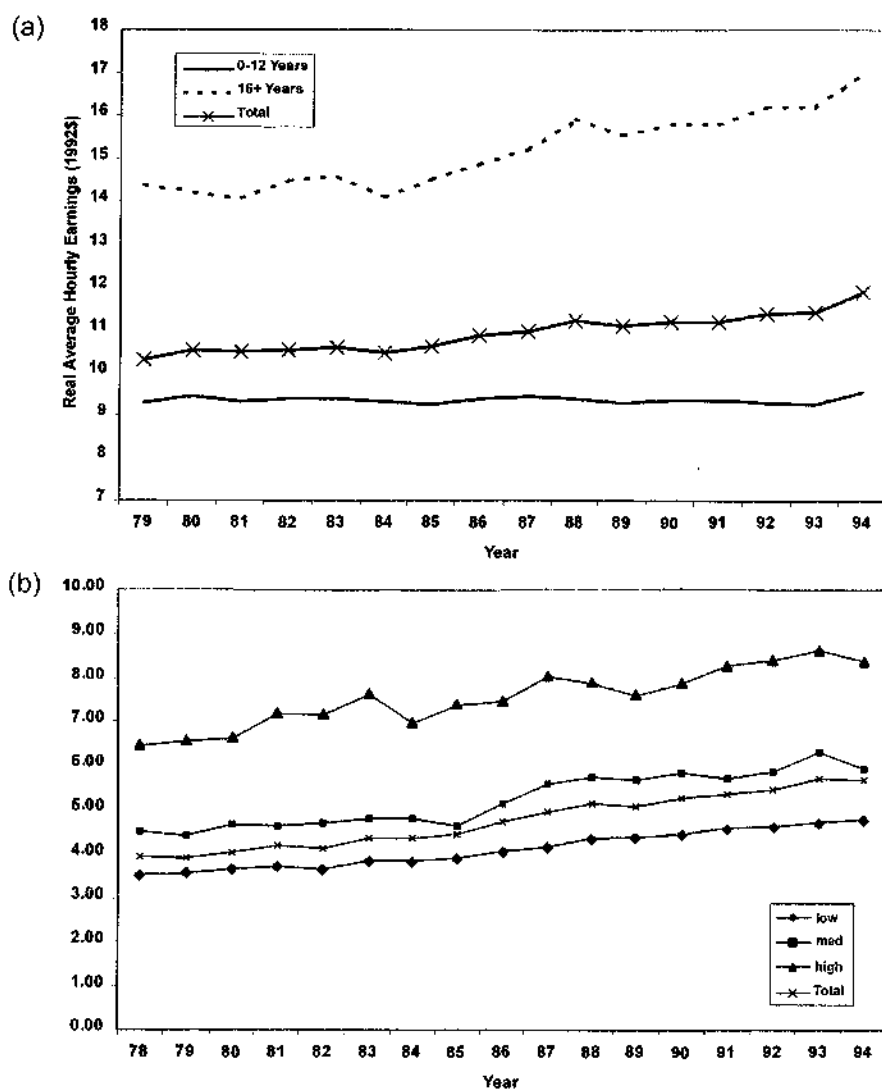 (a)
18
17
16
15
14
13
12
11
10
9
8
7
Real Average Hourly Earnings (1992$)
0-12 Years
16+ Years
Total
79 80 81 82 83 84 85 86 87 88 89 90 91 92 93 94
Year
(b)
10.00
9.00
8.00
7.00
6.00
5.00
4.00
3.00
2.00
1.00
0.00
low
med
high
Total
78 79 80 81 82 83 84 85 86 87 88 89 90 91 92 93 94
Year